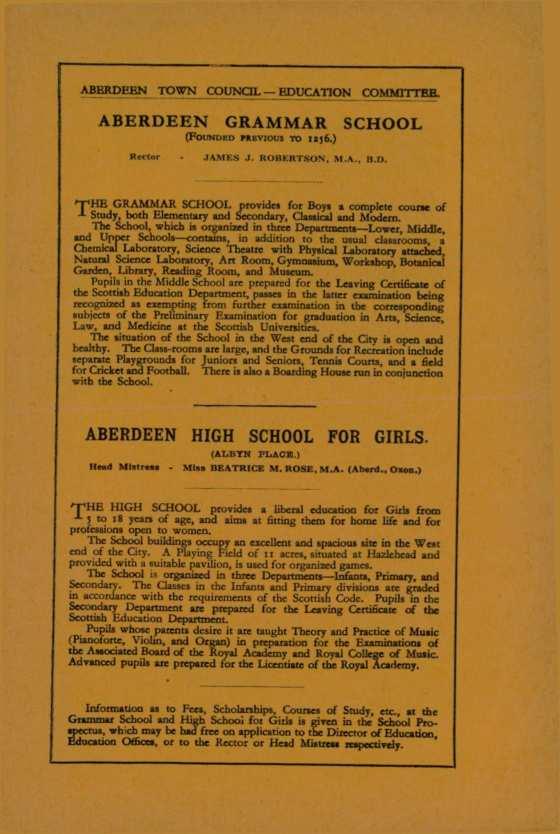 ABERDEEN TOWN COUNCIL — EDUCATION COMMITTEE.
ABERDEEN GRAMMAR SCHOOL
(FOUNDED PREVIOUS TO 1256.)
Rector - JAMES J. ROBERTSON, M.A., B.D.
THE GRAMMAR SCHOOL provides for Boys a complete course of
Study, both Elementary and Secondary, Classical and Modern.
The School, which is organized in three Departments—Lower, Middle,
and Upper Schools—contains, in addition to the usual classrooms, a
Chemical Laboratory, Science Theatre with Physical Laboratory attached,
Natural Science Laboratory, Art Room, Gymnasium, Workshop, Botanical
Garden, Library, Reading Room, and Museum.
Pupils in the Middle School are prepared for the Leaving Certificate of
the Scottish Education Department, passes in the latter examination being
recognized as exempting from further examination in the corresponding
subjects of the Preliminary Examination for graduation in Arts, Science,
Law, and Medicine at the Scottish Universities.
The situation of the School in the West end of the City is open and
healthy. The Class-rooms are large, and the Grounds for Recreation include
separate Playgrounds for Juniors and Seniors, Tennis Courts, and a field
for Cricket and Football. There is also a Boarding House run in conjunction
with the School.
ABERDEEN HIGH SCHOOL FOR GIRLS.
(ALBYN PLACE.)
Head Mistress - Miss BEATRICE M. ROSE, M.A. (Aberd., Oxon.)
THE HIGH SCHOOL provides a liberal education for Girls from
5 to 18 years of age, and aims at fitting them for home life and for
professions open to women.
The School buildings occupy an excellent and spacious site in the West
end of the City. A Playing Field of 11 acres, situated at Hazlehead and
provided with a suitable pavilion, is used for organized games.
The School is organized in three Departments—Infants, Primary, and
Secondary. The Classes in the Infants and Primary divisions are graded
in accordance with the requirements of the Scottish Code. Pupils in the
Secondary Department are prepared for the Leaving Certificate of the
Scottish Education Department.
Pupils whose parents desire it are taught Theory and Practice of Music
(Pianoforte, Violin, and Organ) in preparation for the Examinations of
the Associated Board of the Royal Academy and Royal College of Music.
Advanced pupils are prepared for the Licentiate of the Royal Academy.
Information as to Fees, Scholarships, Courses of Study, etc., at the
Grammar School and High School for Girls is given in the School Pro-
spectus, which may be had free on application to the Director of Education,
Education Offices, or to the Rector or Head Mistress respectively.